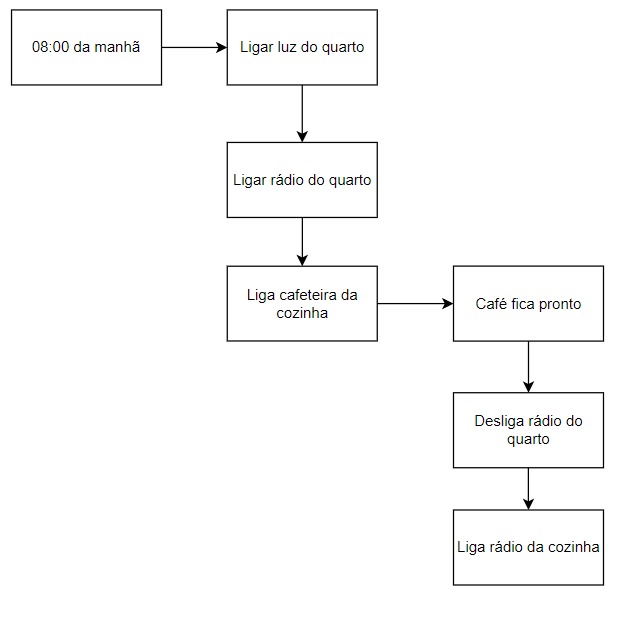 08:00 da manhã
Ligar luz do quarto
Ligar rádio do quarto
Liga cafeteira da
cozinha
Café fica pronto
Desliga rádio do
quarto
Liga rádio da cozinha